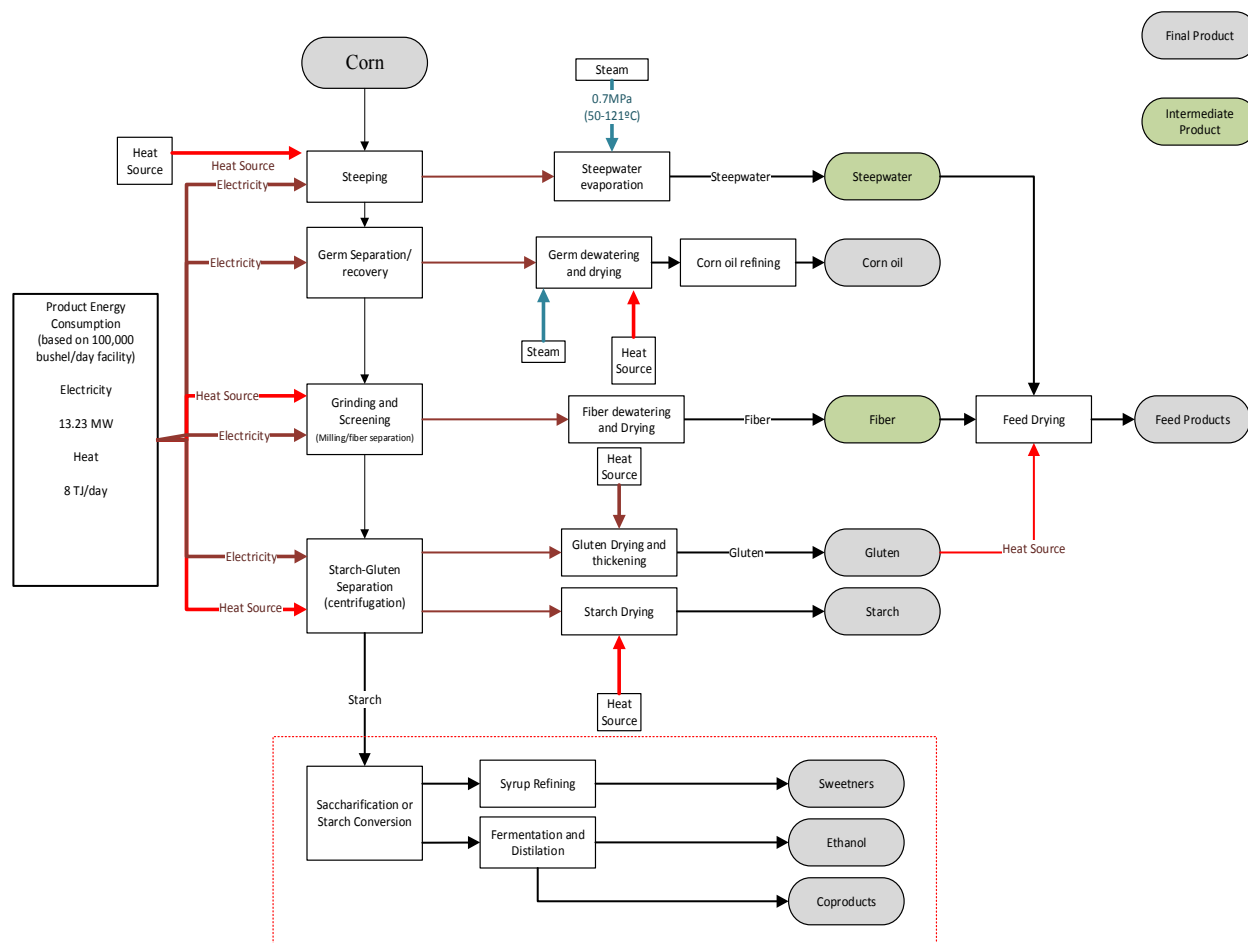 Final Product
Corn
Steam
0.7MPa
(50-121ºC)
Intermediate
Product
Heat
Source
Heat Source
Electricity
Steeping
Steepwater
evaporation
Steepwater
Steepwater
Electricity
Germ Separation/
recovery
Germ dewatering
and drying
Corn oil refining
Corn oil
Product Energy
Consumption
(based on 100,000
bushel/day facility)
Electricity
13.23 MW
Heat
8 TJ/day
Steam
Heat
Source
Heat Source
Electricity
Grinding and
Screening
(Milling/fiber separation)
Fiber dewatering
and Drying
Fiber
Fiber
Feed Drying
Feed Products
Heat
Source
Electricity
Heat Source
Starch-Gluten
Separation
(centrifugation)
Gluten Drying and
thickening
Gluten
Gluten
Heat Source
Starch Drying
Starch
Heat
Source
Starch
Saccharification or
Starch Conversion
Syrup Refining
Sweetners
Fermentation and
Distilation
Ethanol
Coproducts